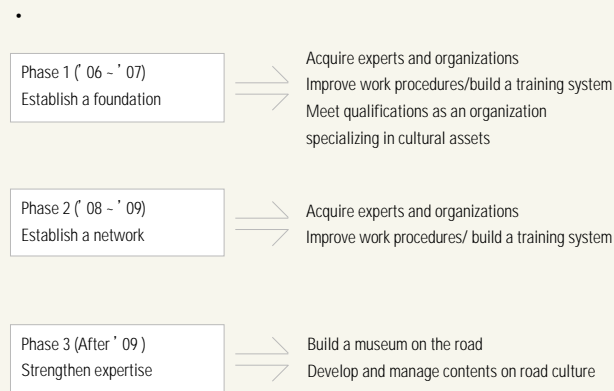 •
Phase 1 (’ 06 ~ ’ 07)
Establish a foundation
Acquire experts and organizations
Improve work procedures/build a training system
Meet qualifications as an organization
specializing in cultural assets
Phase 2 (’ 08 ~ ’ 09)
Establish a network
Acquire experts and organizations
Improve work procedures/ build a training system
Phase 3 (After ’ 09 )
Strengthen expertise
Build a museum on the road
Develop and manage contents on road culture